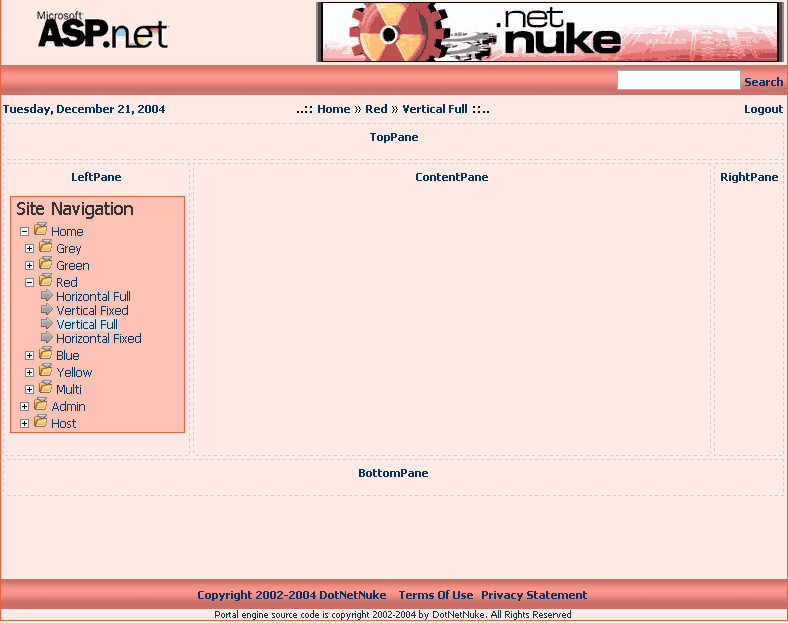 Microsoft
ASP.net
.net
nuke
Search
Tuesday, December 21, 2004
..:: Home » Red » Vertical Full ::..
Logout
TopPane
LeftPane
ContentPane
RightPane
Site Navigation
Home
Grey
Green
Red
Horizontal Full
Vertical Fixed
Vertical Full
Horizontal Fixed
Blue
Yellow
Multi
Admin
Host
BottomPane
Copyright 2002-2004 DotNetNuke Terms Of Use Privacy Statement
Portal engine source code is copyright 2002-2004 by DotNetNuke. All Rights Reserved